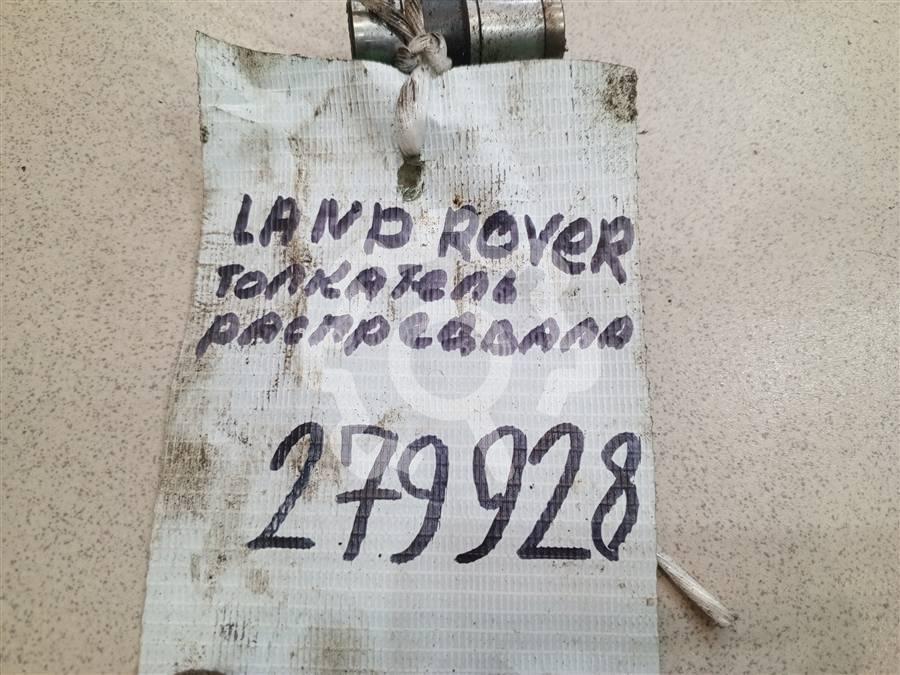 LAND ROVER
ТОЛКАТЕЛЬ
РАСПРЕДВАЛА
279928